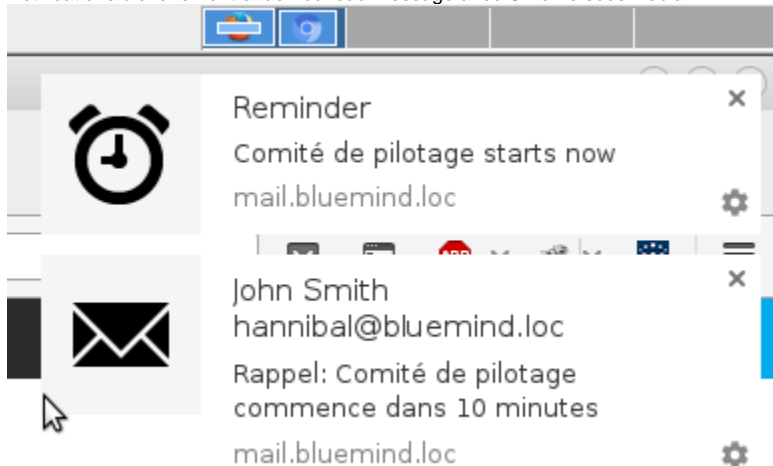 Reminder
Comité de pilotage starts now
mail.bluemind.loc
ABP
John Smith
hannibal@bluemind.loc
Rappel: Comité de pilotage
commence dans 10 minutes
mail.bluemind.loc